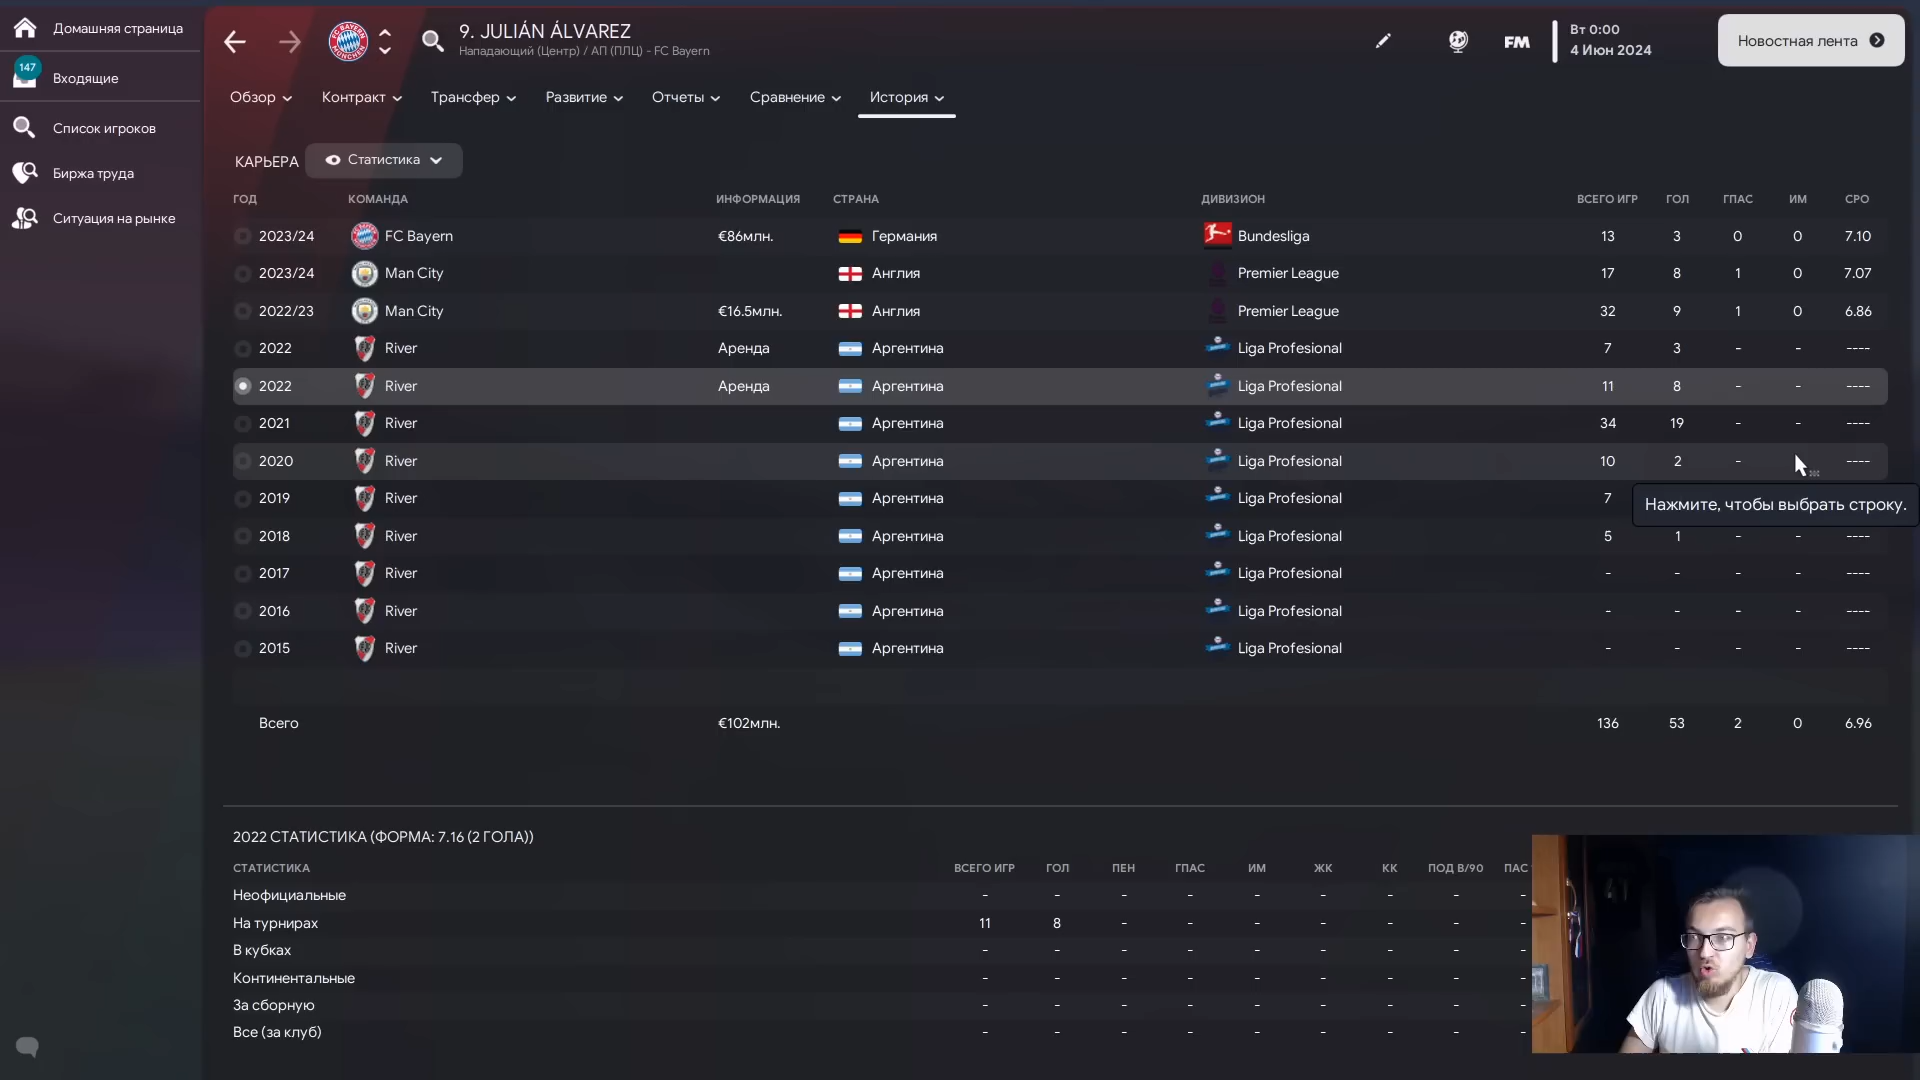 Домашняя страница
147
Входящие
Список игроков
Биржа труда
Ситуация на рынке
9. JULIÁN ÁLVAREZ
Нападающий (Центр) / АП (ПЛЦ) - FC Bayern
FM
Вт 0:00
4 Июн 2024
Новостная лента
Обзор Контракт Трансфер Развитие Отчеты Сравнение История
КАРЬЕРА Статистика
ГОД КОМАНДА ИНФОРМАЦИЯ СТРАНА ДИВИЗИОН ВСЕГО ИГР ГОЛ ГПАС ИМ СРО
2023/24 FC Bayern €86млн. Германия Bundesliga 13 3 0 0 7.10
2023/24 Man City Англия Premier League 17 8 1 0 7.07
2022/23 Man City €16.5млн. Англия Premier League 32 9 1 0 6.86
2022 River Аренда Аргентина Liga Profesional 7 3 - - ----
2022 River Аренда Аргентина Liga Profesional 11 8 - - ----
2021 River Аргентина Liga Profesional 34 19 - - ----
2020 River Аргентина Liga Profesional 10 2 - - ----
2019 River Аргентина Liga Profesional 7
Нажмите, чтобы выбрать строку.
2018 River Аргентина Liga Profesional 5 1 - - ----
2017 River Аргентина Liga Profesional - - - - ----
2016 River Аргентина Liga Profesional - - - - ----
2015 River Аргентина Liga Profesional - - - - ----
Всего €102млн. 136 53 2 0 6.96
2022 СТАТИСТИКА (ФОРМА: 7.16 (2 ГОЛА))
СТАТИСТИКА ВСЕГО ИГР ГОЛ ПЕН ГПАС ИМ ЖК КК ПОД В/90 ПАС
Неофициальные - - - - - - - - -
На турнирах 11 8 - - - - - - -
В кубках - - - - - - - - -
Континентальные - - - - - - - - -
За сборную - - - - - - - - -
Все (за клуб) - - - - - - - - -